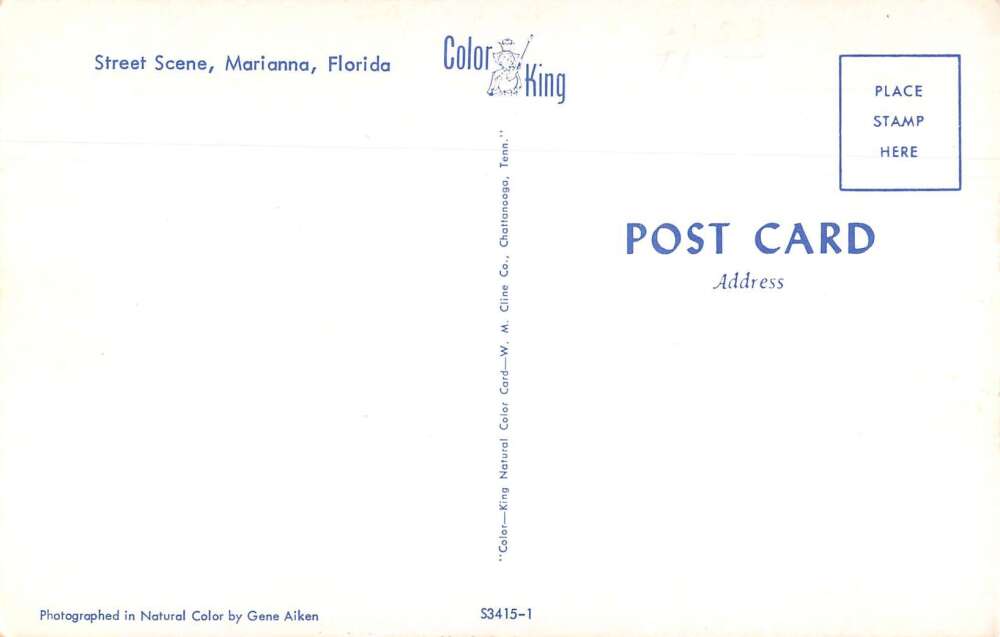 Street Scene, Marianna, Florida
Color
King
PLACE
STAMP
HERE
POST CARD
Address
"Color—King Natural Color Card—W. M. Cline Co., Chattanooga, Tenn."
Photographed in Natural Color by Gene Aiken
S3415-1